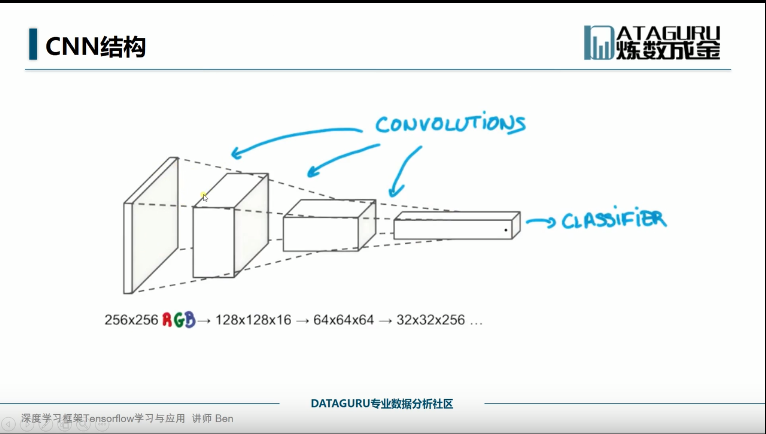 CNN结构
DATAGURU
炼数成金
CONVOLUTIONS
CLASSIFIER
256x256 RGB → 128x128x16 → 64x64x64 → 32x32x256 ...
DATAGURU专业数据分析社区
深度学习框架Tensorflow学习与应用 讲师 Ben